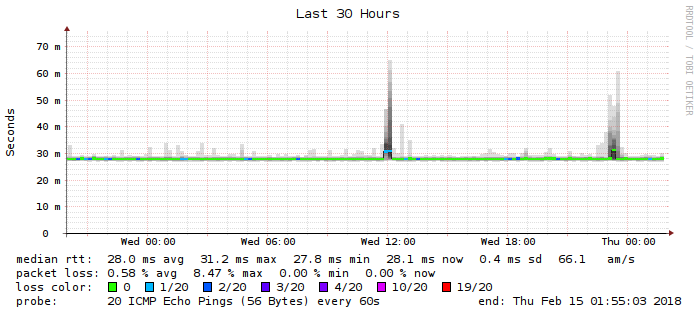 Last 30 Hours
RRDTOOL / TOBI OETIKER
Seconds
70 m
60 m
50 m
40 m
30 m
20 m
10 m
0
Wed 00:00 Wed 06:00 Wed 12:00 Wed 18:00 Thu 00:00
median rtt: 28.0 ms avg 31.2 ms max 27.8 ms min 28.1 ms now 0.4 ms sd 66.1 am/s
packet loss: 0.58 % avg 8.47 % max 0.00 % min 0.00 % now
loss color: 0 1/20 2/20 3/20 4/20 10/20 19/20
probe: 20 ICMP Echo Pings (56 Bytes) every 60s end: Thu Feb 15 01:55:03 2018